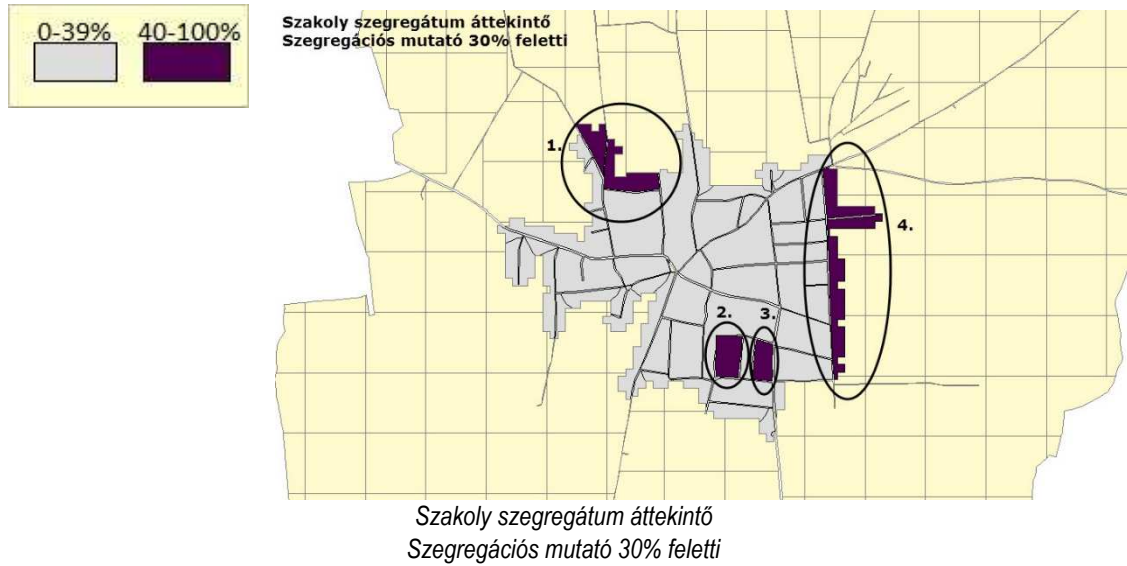 0-39% 40-100%
Szakoly szegregátum áttekintő
Szegregációs mutató 30% feletti
1.
4.
2. 3.
Szakoly szegregátum áttekintő
Szegregációs mutató 30% feletti